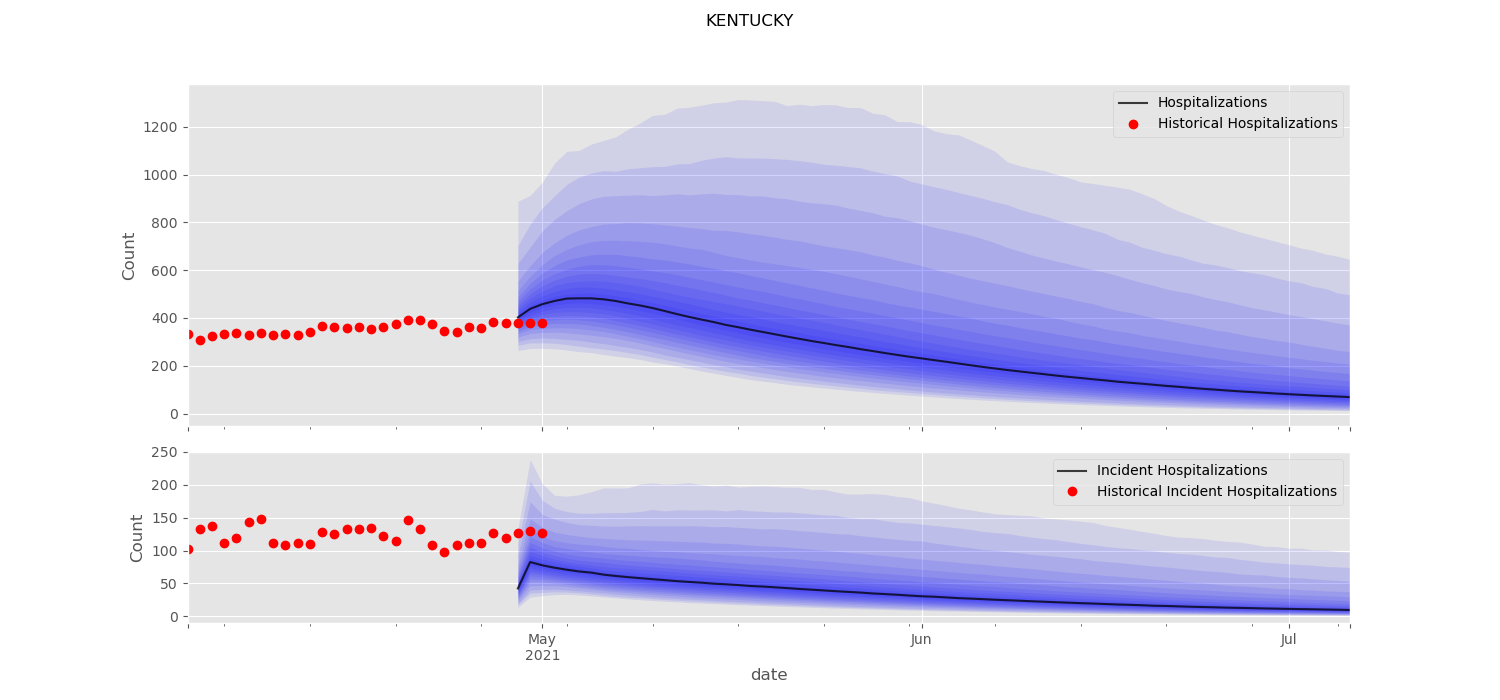 KENTUCKY
1200
1000
800
600
400
200
0
Count
Hospitalizations
Historical Hospitalizations
250
200
150
100
50
0
Count
Incident Hospitalizations
Historical Incident Hospitalizations
May
2021
Jun
Jul
date